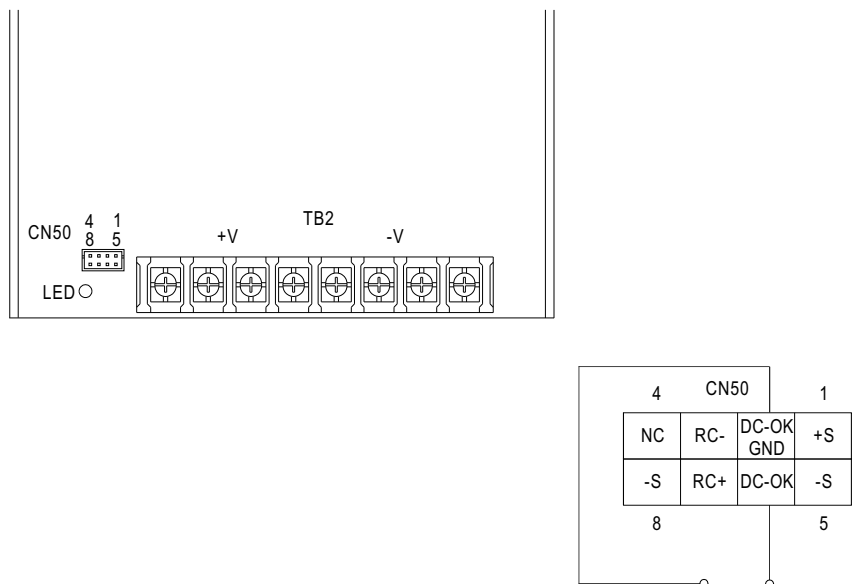 TB2
4 1
CN50 8 5
+V -V
LED
4 CN50 1
NC RC- DC-OK GND +S
-S RC+ DC-OK -S
8 5